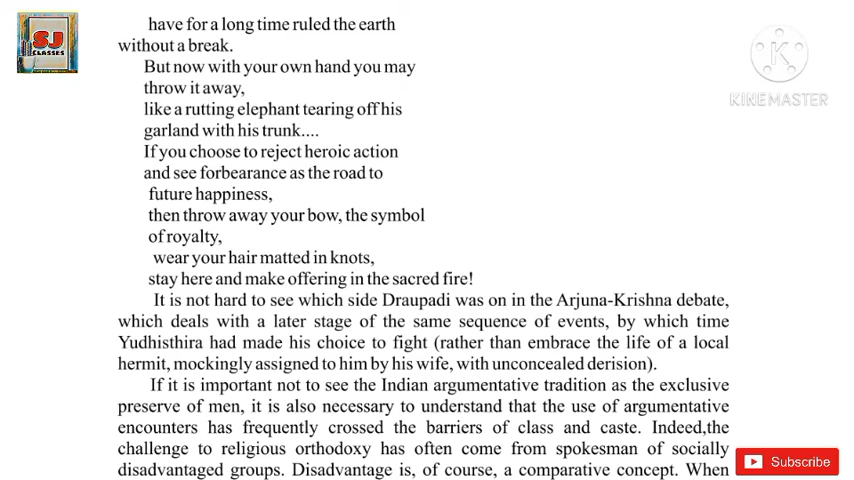 SJ
CLASSES
KINEMASTER
have for a long time ruled the earth
without a break.
But now with your own hand you may
throw it away,
like a rutting elephant tearing off his
garland with his trunk....
If you choose to reject heroic action
and see forbearance as the road to
future happiness,
then throw away your bow, the symbol
of royalty,
wear your hair matted in knots,
stay here and make offering in the sacred fire!
It is not hard to see which side Draupadi was on in the Arjuna-Krishna debate,
which deals with a later stage of the same sequence of events, by which time
Yudhisthira had made his choice to fight (rather than embrace the life of a local
hermit, mockingly assigned to him by his wife, with unconcealed derision).
If it is important not to see the Indian argumentative tradition as the exclusive
preserve of men, it is also necessary to understand that the use of argumentative
encounters has frequently crossed the barriers of class and caste. Indeed,the
challenge to religious orthodoxy has often come from spokesman of socially
disadvantaged groups. Disadvantage is, of course, a comparative concept. When
Subscribe